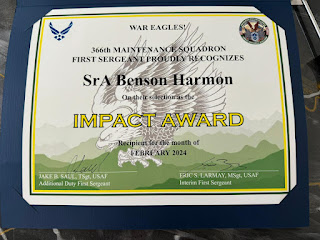 WAR EAGLES!
366th MAINTENANCE SQUADRON
FIRST SERGEANT PROUDLY RECOGNIZES
SrA Benson Harmon
On their selection as the
IMPACT AWARD
Recipient for the month of
FEBRUARY 2024
JAKE B. SAUL, TSgt, USAF
Additional Duty First Sergeant
ERIC S. LARMAY, MSgt, USAF
Interim First Sergeant